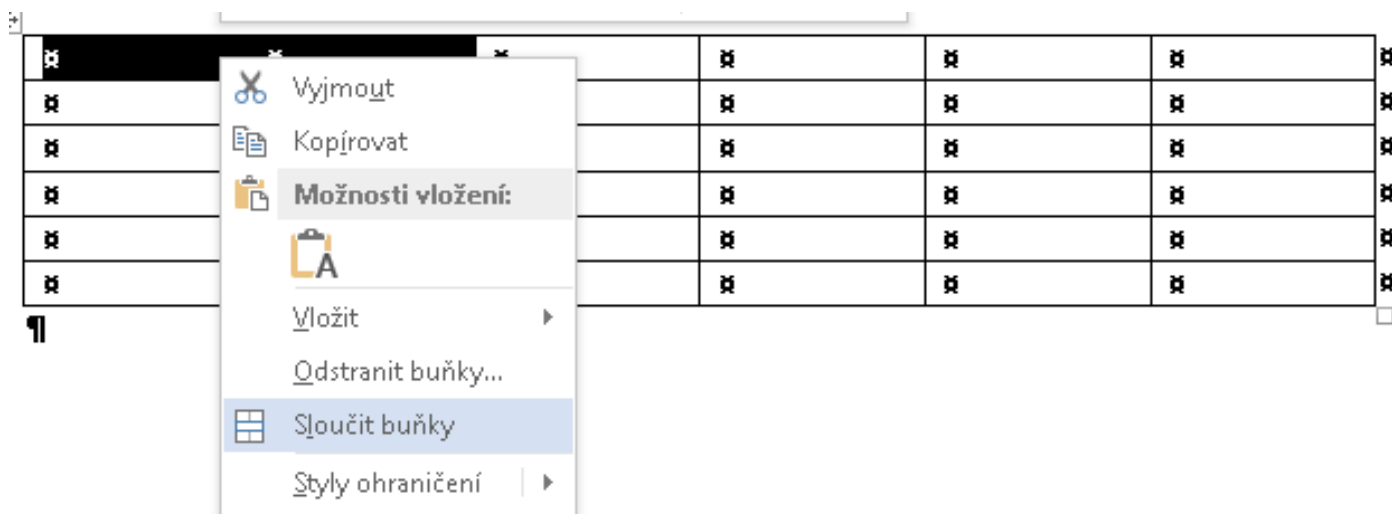 ¤ ¤ ¤ ¤ ¤ ¤ ¤
¤ ¤ ¤ ¤ ¤
¤ ¤ ¤ ¤ ¤
¤ ¤ ¤ ¤ ¤
¤ ¤ ¤ ¤ ¤
¤ ¤ ¤ ¤ ¤
¶
Vyjmout
Kopírovat
Možnosti vložení:
A
Vložit
Odstranit buňky...
Sloučit buňky
Styly ohraničení